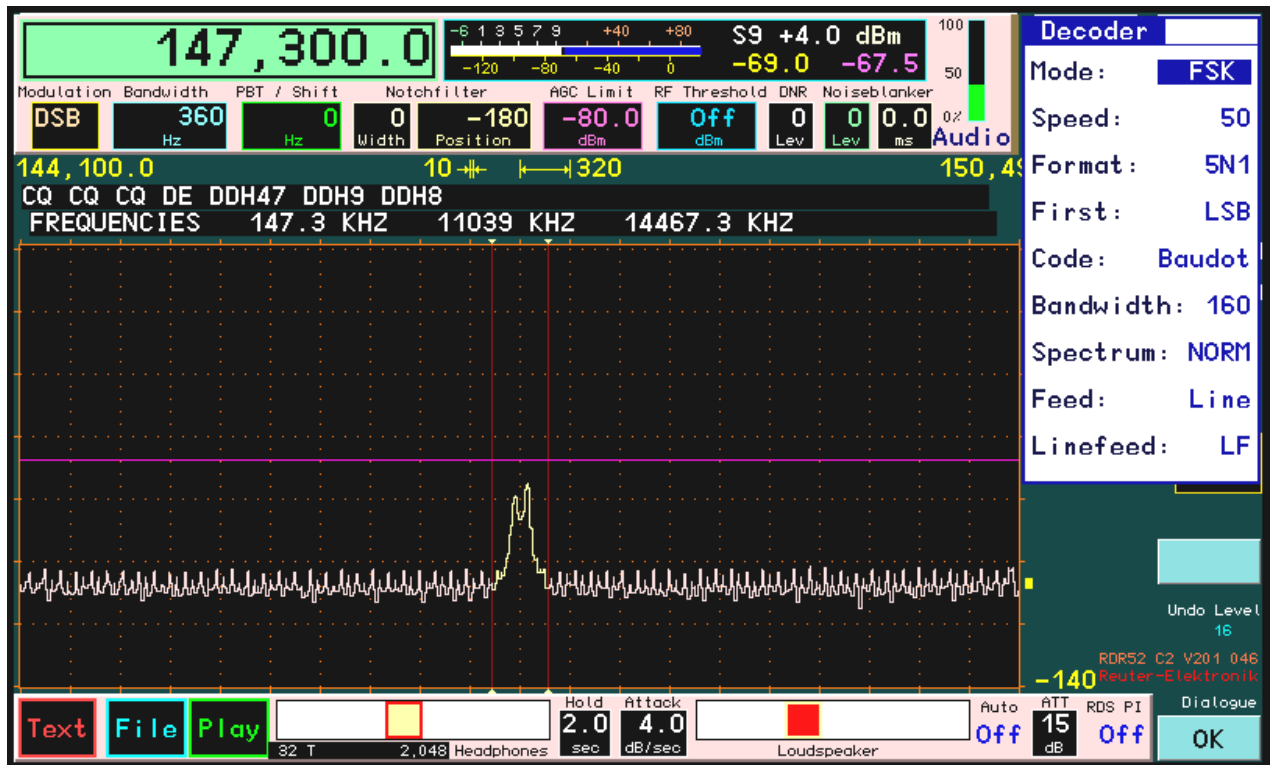 147,300.0
-6 1 3 5 7 9 +40 +80
-120 -80 -40 0
S9 +4.0 dBm
-69.0 -67.5
100
50
0%
Audio
Modulation Bandwidth PBT / Shift Notchfilter AGC Limit RF Threshold DNR Noiseblanker
DSB 360 0 0 -180 -80.0 Off 0 0 0.0
Hz Hz Width Position dBm dBm Lev Lev ms
144,100.0 10 320 150,49
CQ CQ CQ DE DDH47 DDH9 DDH8
FREQUENCIES 147.3 KHZ 11039 KHZ 14467.3 KHZ
Decoder
Mode: FSK
Speed: 50
Format: 5N1
First: LSB
Code: Baudot
Bandwidth: 160
Spectrum: NORM
Feed: Line
Linefeed: LF
Undo Level
16
RDR52 C2 V201 046
-140 Reuter-Elektronik
Text File Play
32 T 2,048 Headphones
Hold Attack
2.0 4.0
sec dB/sec
Loudspeaker
Auto ATT RDS PI Dialogue
Off 15 Off OK
dB